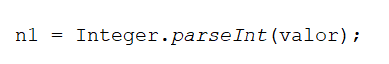 n1 = Integer.parseInt(valor);